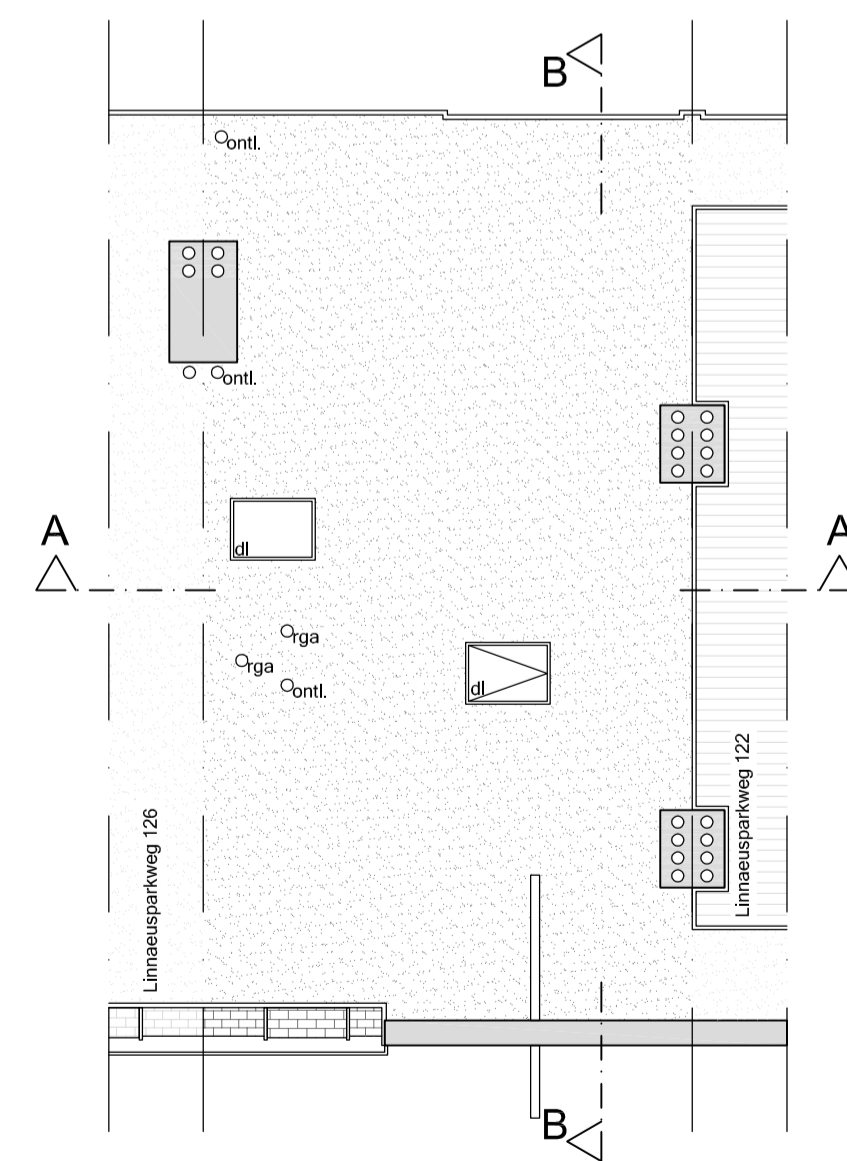 B
ontl.
ontl.
dl
A
A
rga
rga
ontl.
dl
Linnaeusparkweg 122
Linnaeusparkweg 126
B